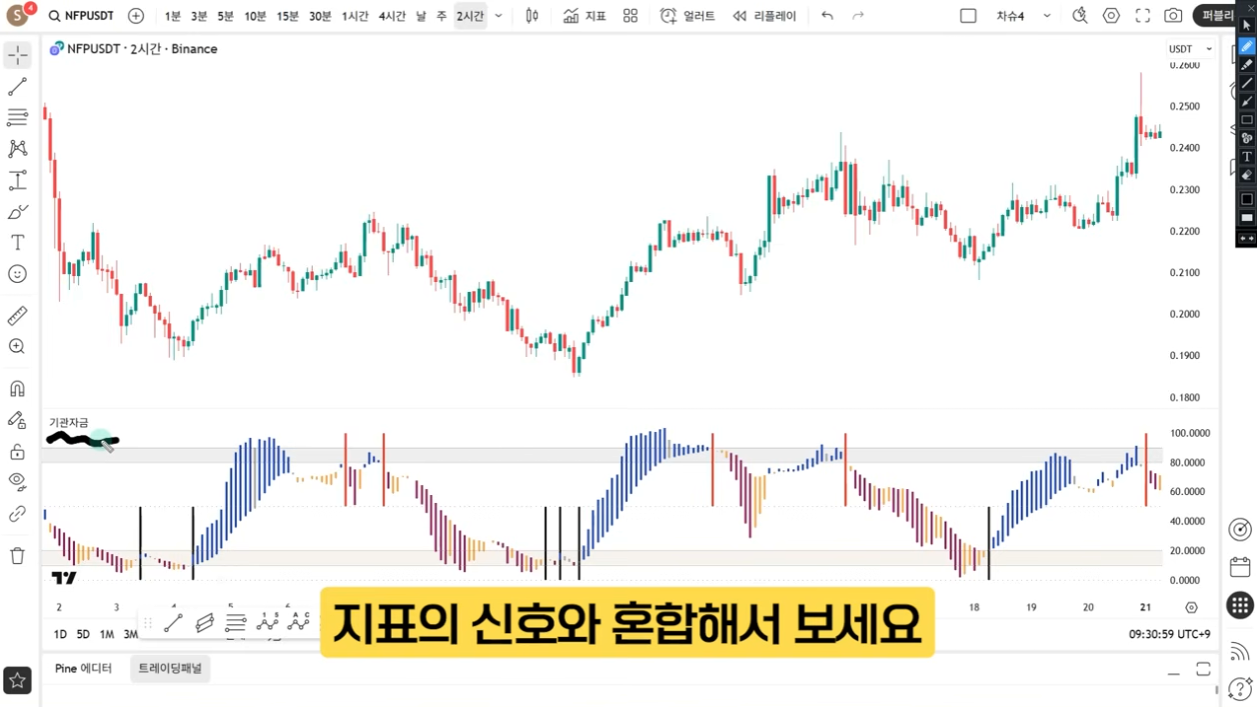 S 4 NFPUSDT 1분 3분 5분 10분 15분 30분 1시간 4시간 날 주 2시간 지표 얼러트 리플레이 차슈4 퍼블리
NFPUSDT · 2시간 · Binance
USDT
0.2600
0.2500
0.2400
0.2300
0.2200
0.2100
0.2000
0.1900
0.1800
기관자금
100.0000
80.0000
60.0000
40.0000
20.0000
0.0000
2 3 18 19 20 21
1D 5D 1M 3M
09:30:59 UTC+9
지표의 신호와 혼합해서 보세요
Pine 에디터 트레이딩패널